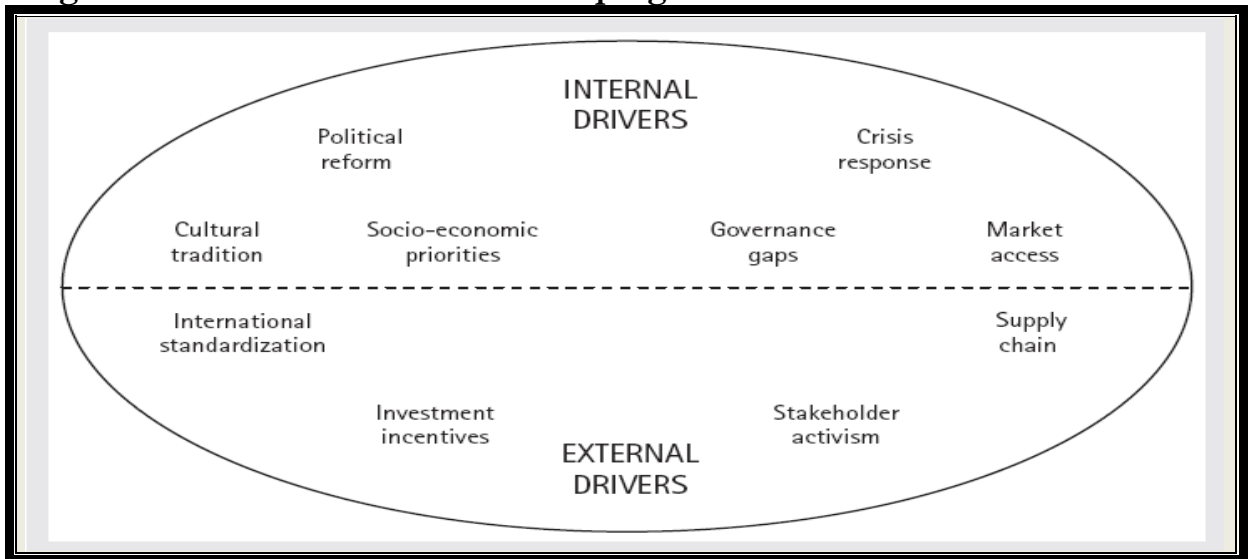 INTERNAL
DRIVERS
Political
reform
Crisis
response
Cultural
tradition
Socio-economic
priorities
Governance
gaps
Market
access
International
standardization
Supply
chain
Investment
incentives
Stakeholder
activism
EXTERNAL
DRIVERS